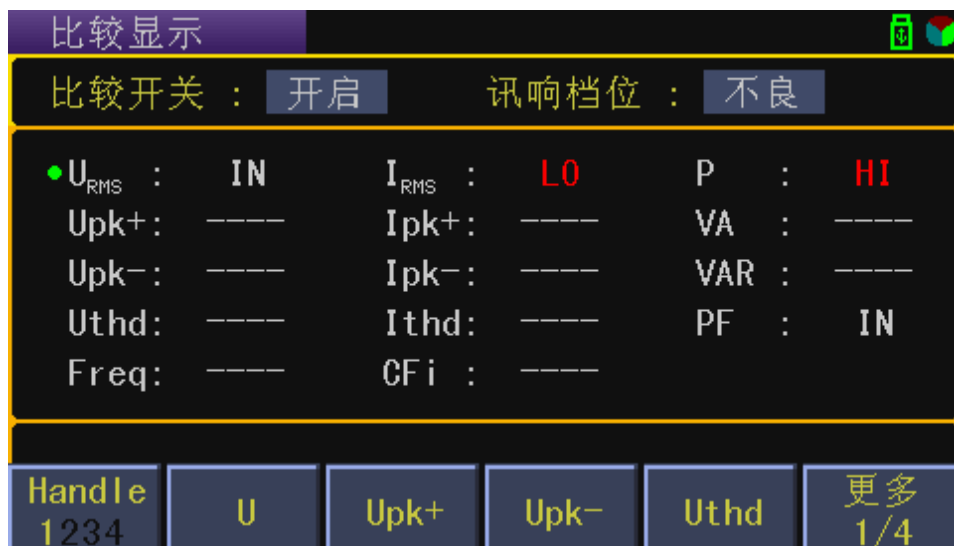 比较显示
比较开关 : 开启 讯响档位 : 不良
U_RMS : IN I_RMS : LO P : HI
Upk+: ---- Ipk+: ---- VA : ----
Upk-: ---- Ipk-: ---- VAR : ----
Uthd: ---- Ithd: ---- PF : IN
Freq: ---- CFi : ----
Handle U Upk+ Upk- Uthd 更多
1234 1/4